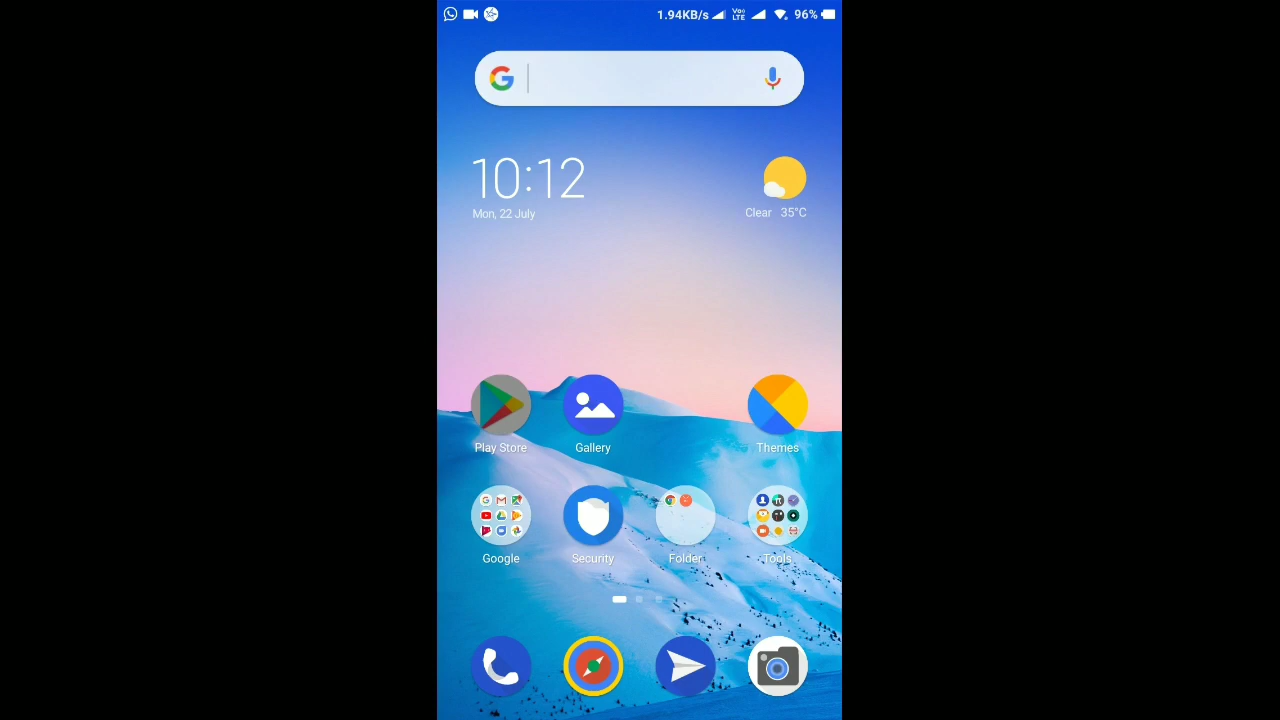 1.94KB/s Vo LTE 96%
10:12
Mon, 22 July
Clear 35°C
Play Store Gallery Themes
Google Security Folder Tools